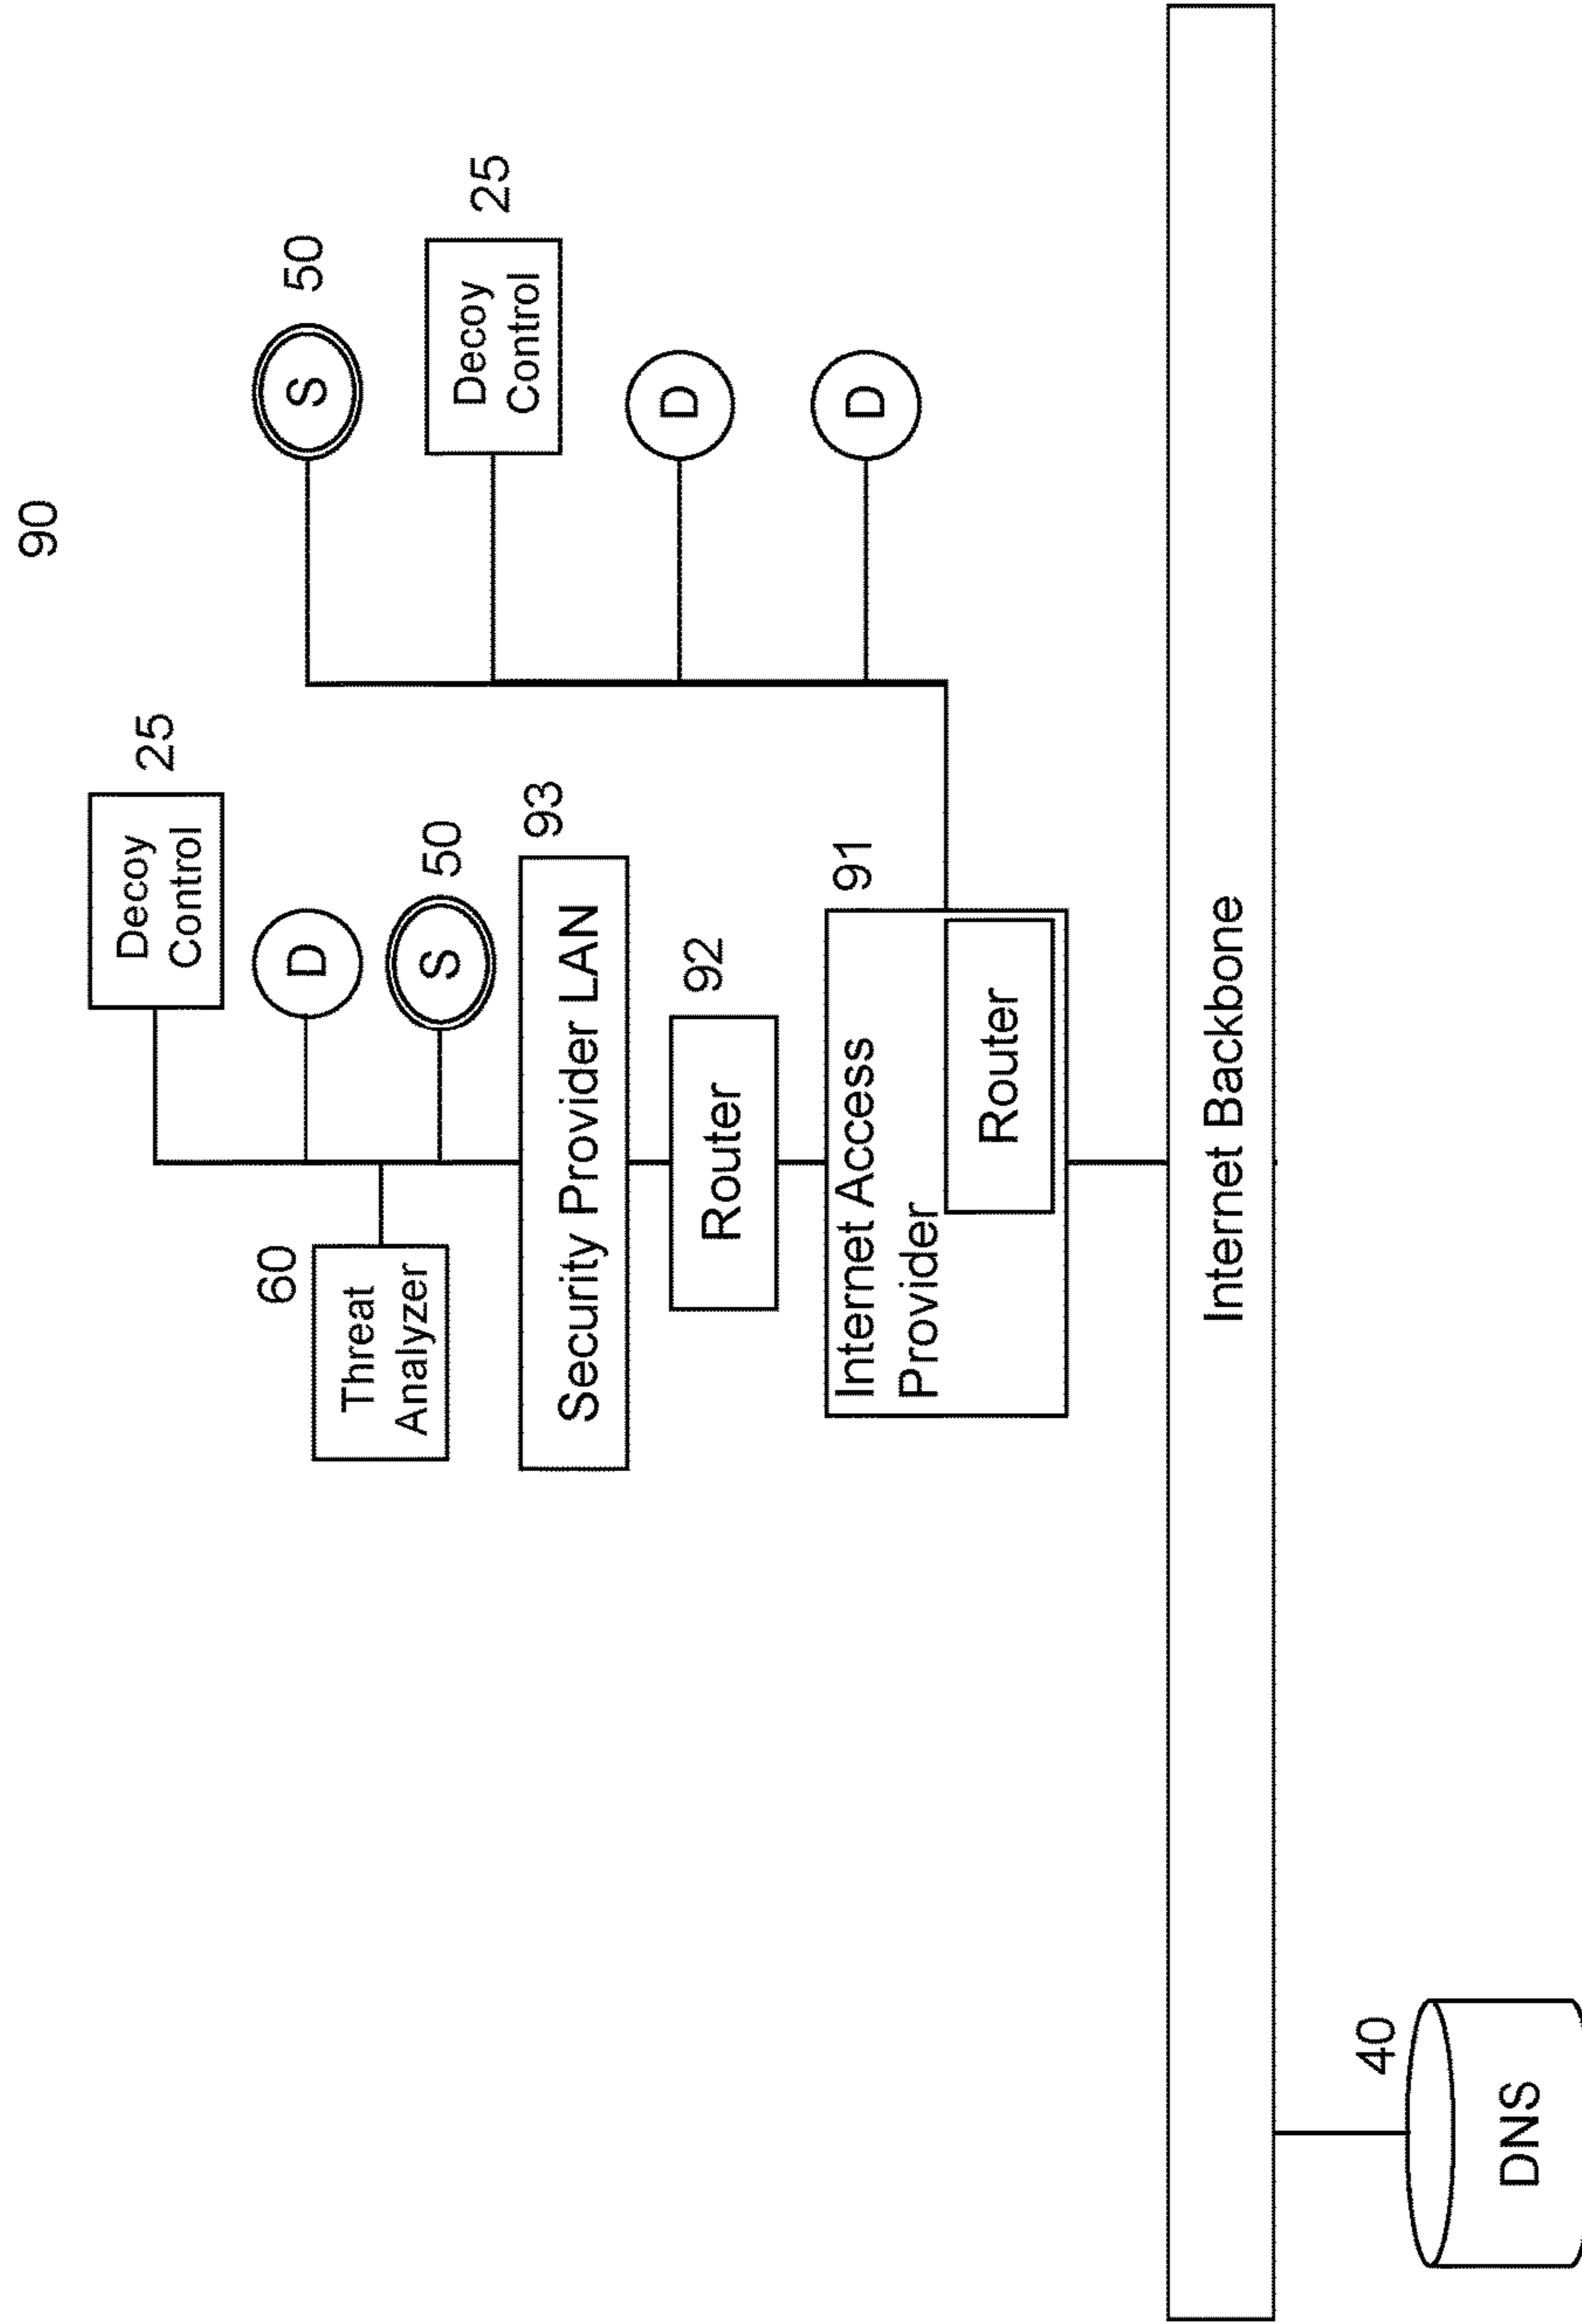 90
Decoy
Control
25
60
D
S
50
Threat
Analyzer
S
50
Decoy
Control
25
93
Security Provider LAN
D
92
Router
91
Internet Access
Provider
D
Router
Internet Backbone
40
DNS